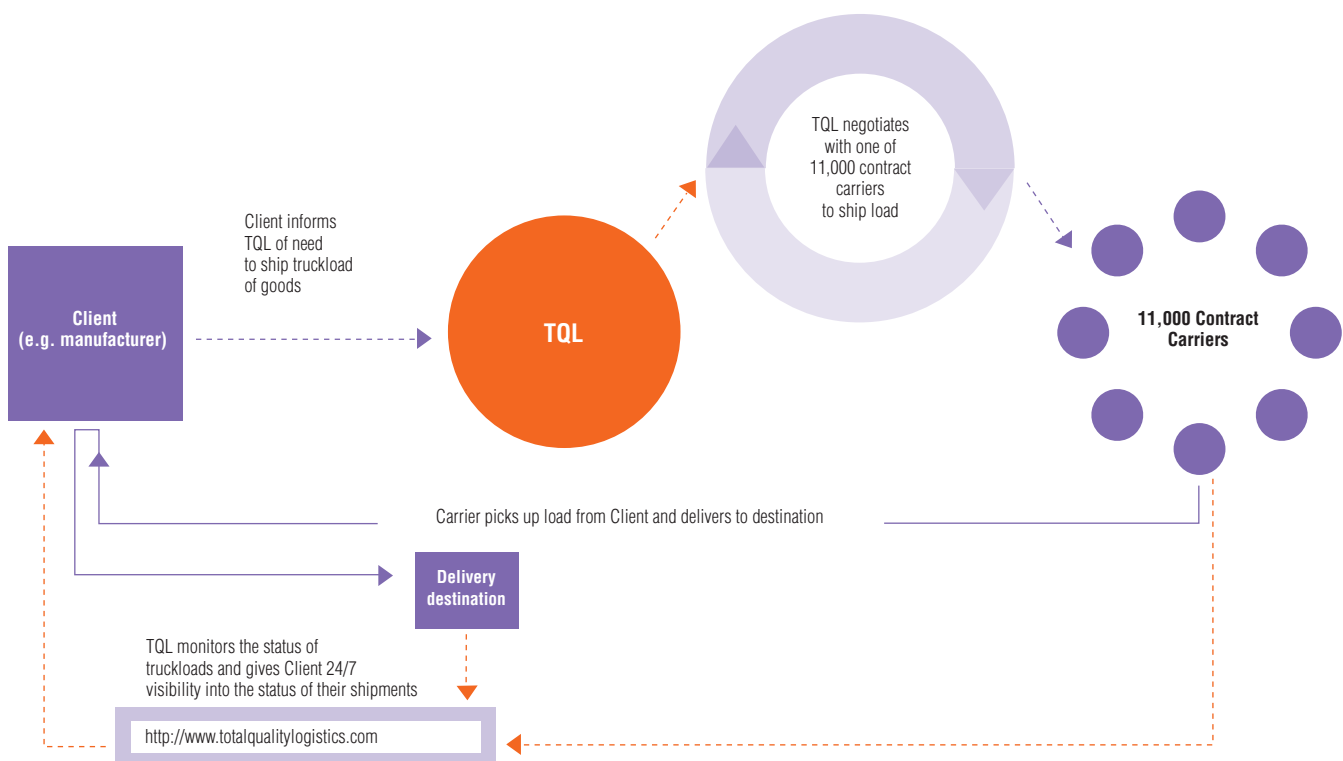 TQL negotiates
with one of
11,000 contract
carriers
to ship load
Client informs
TQL of need
to ship truckload
of goods
Client
(e.g. manufacturer)
TQL
11,000 Contract
Carriers
Carrier picks up load from Client and delivers to destination
Delivery
destination
TQL monitors the status of
truckloads and gives Client 24/7
visibility into the status of their shipments
http://www.totalqualitylogistics.com